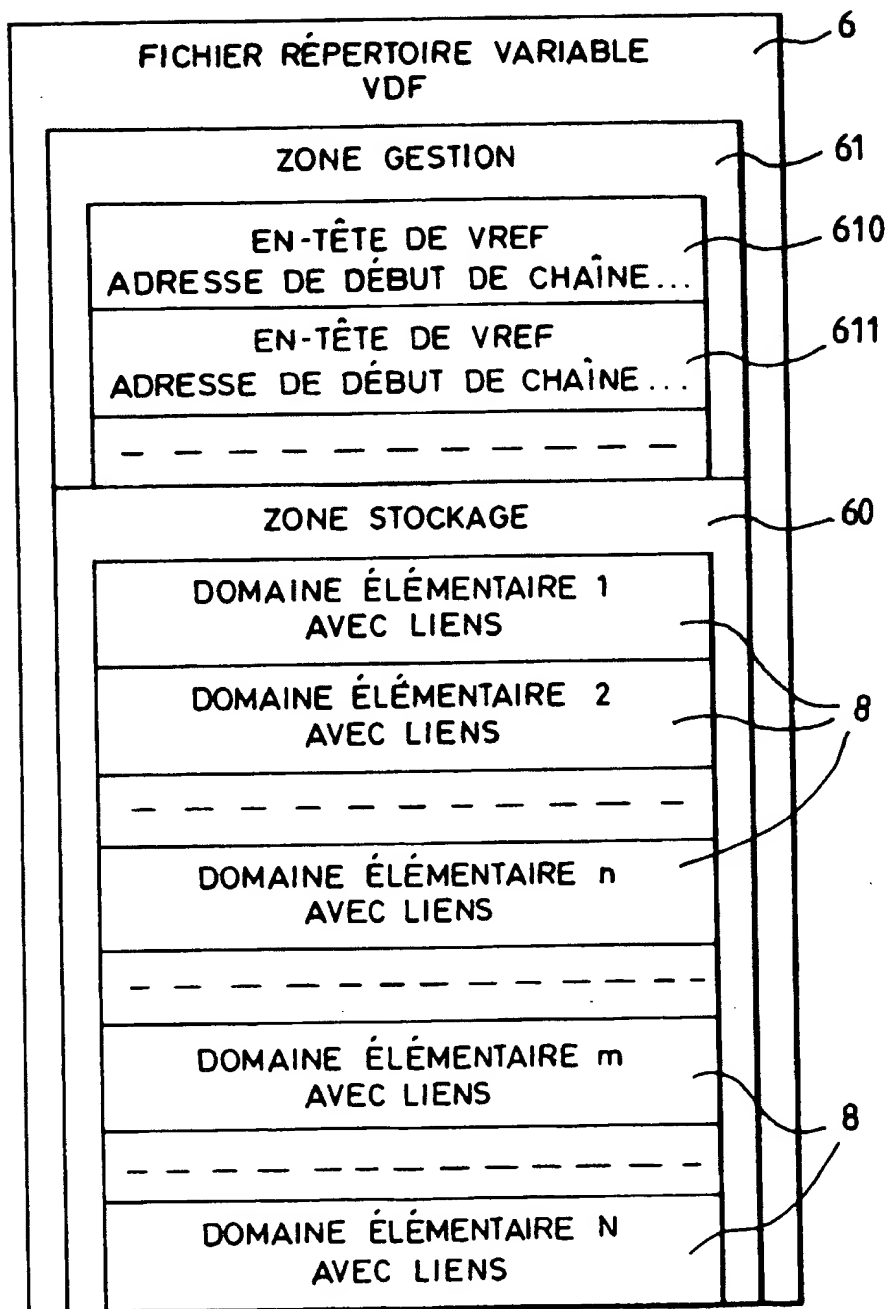 FICHIER RÉPERTOIRE VARIABLE
VDF
6
ZONE GESTION
61
EN-TÊTE DE VREF
ADRESSE DE DÉBUT DE CHAÎNE...
610
EN-TÊTE DE VREF
ADRESSE DE DÉBUT DE CHAÎNE...
611
ZONE STOCKAGE
60
DOMAINE ÉLÉMENTAIRE 1
AVEC LIENS
DOMAINE ÉLÉMENTAIRE 2
AVEC LIENS
8
DOMAINE ÉLÉMENTAIRE n
AVEC LIENS
DOMAINE ÉLÉMENTAIRE m
AVEC LIENS
8
DOMAINE ÉLÉMENTAIRE N
AVEC LIENS